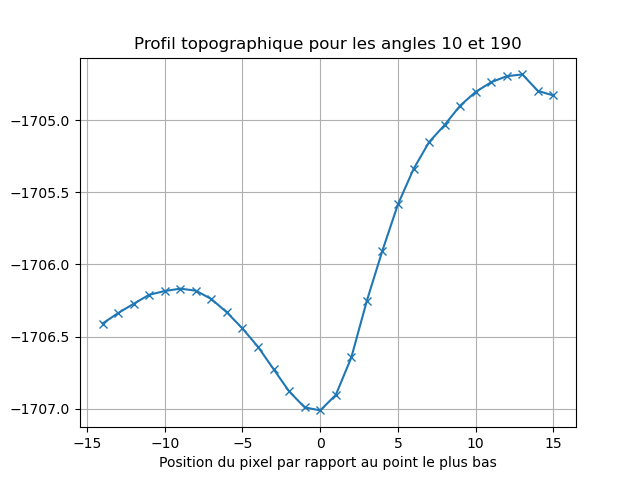 Profil topographique pour les angles 10 et 190
−1705.0
−1705.5
−1706.0
−1706.5
−1707.0
−15 −10 −5 0 5 10 15
Position du pixel par rapport au point le plus bas